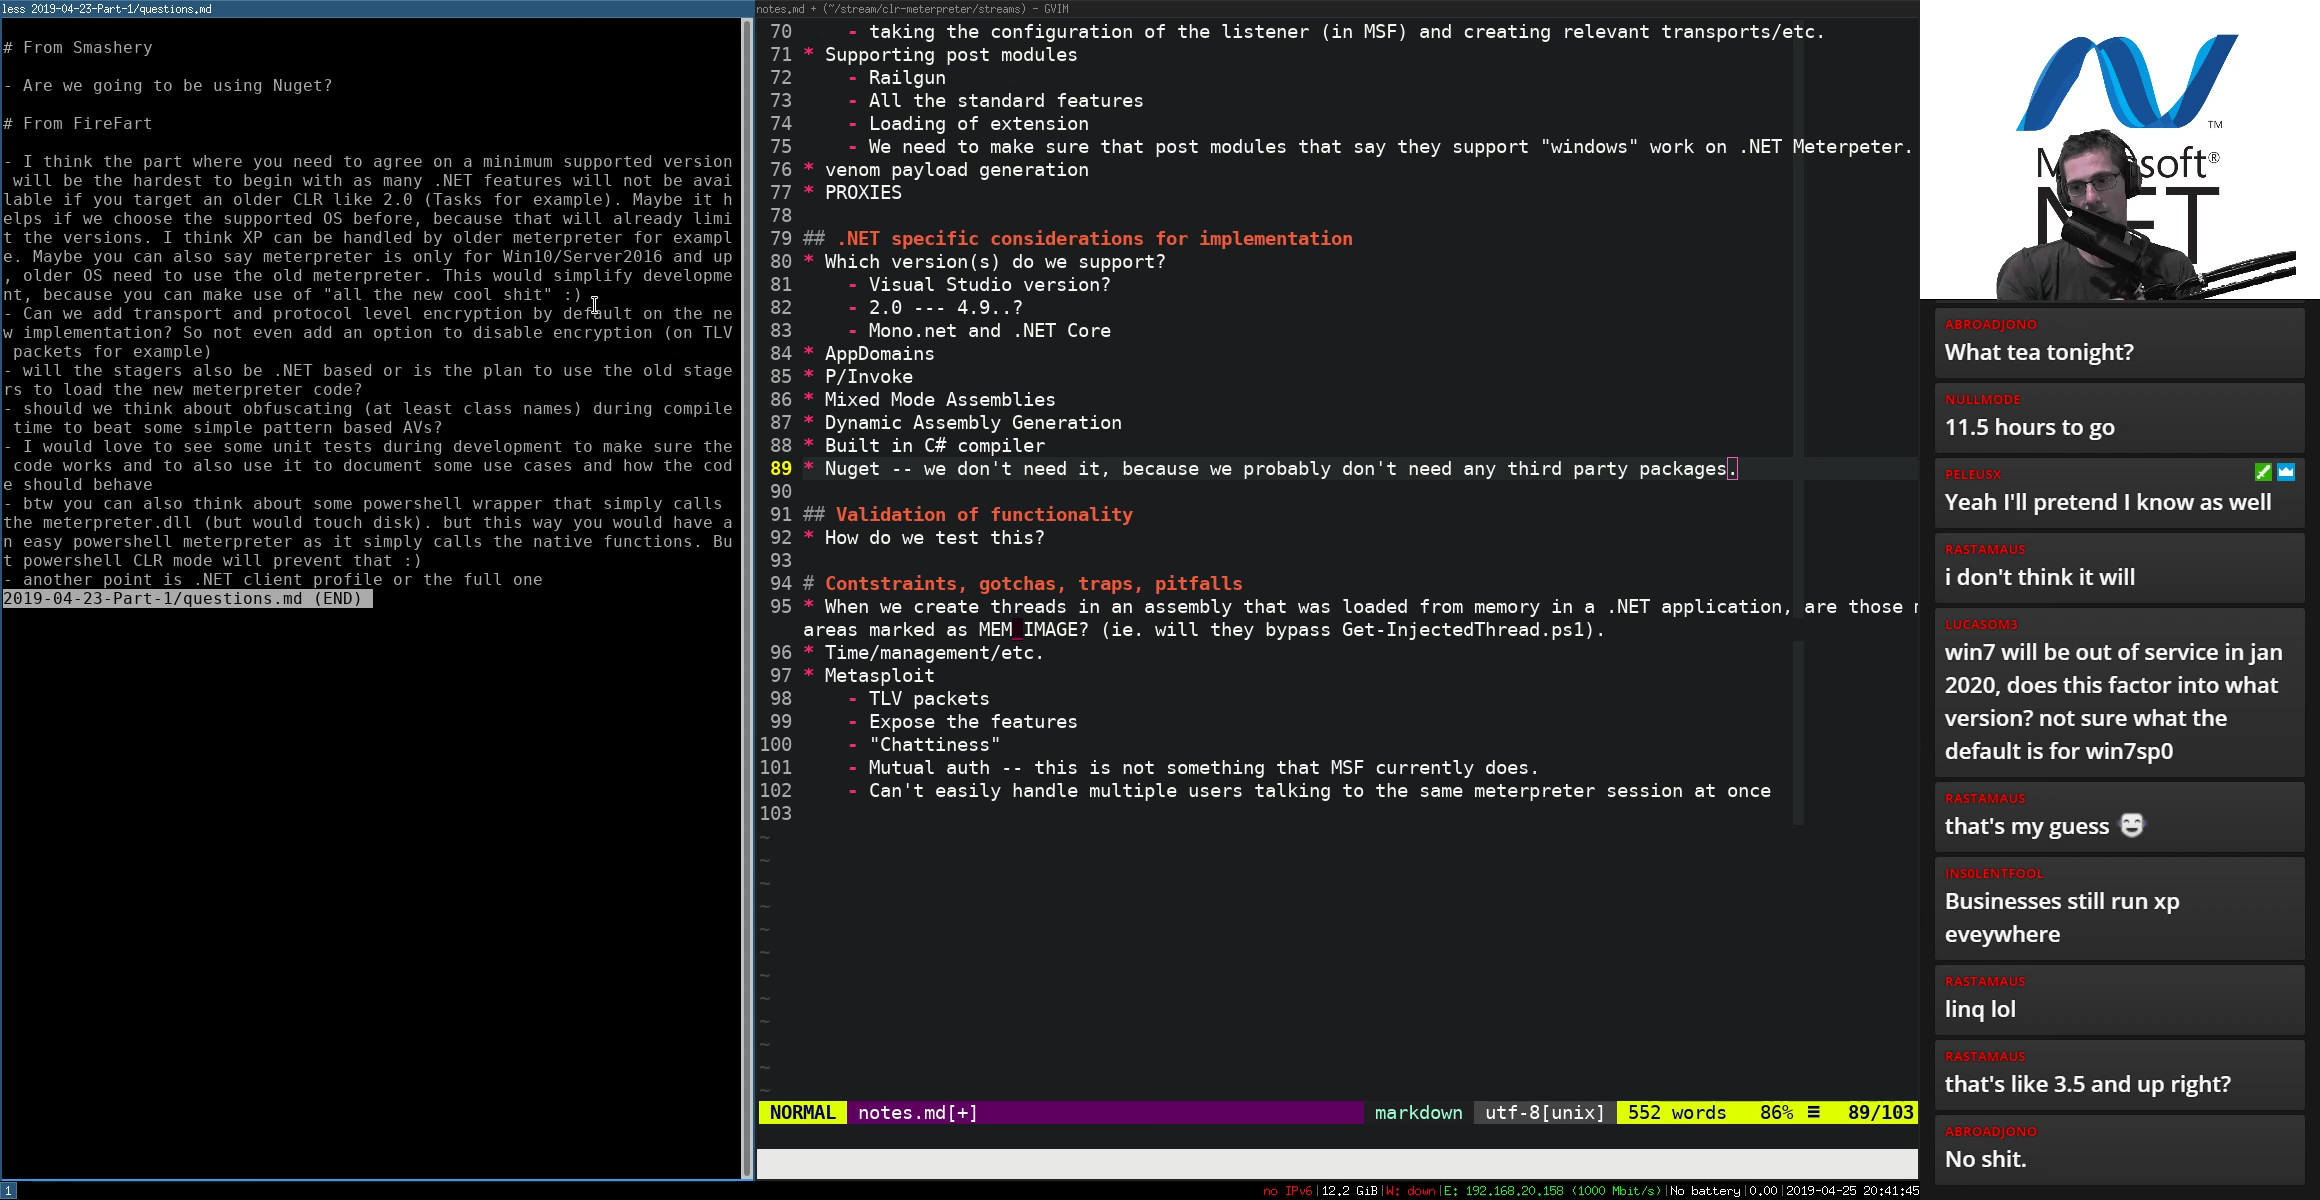 less 2019-04-23-Part-1/questions.md
# From Smashery
- Are we going to be using Nuget?
# From FireFart
- I think the part where you need to agree on a minimum supported version
will be the hardest to begin with as many .NET features will not be avai
lable if you target an older CLR like 2.0 (Tasks for example). Maybe it h
elps if we choose the supported OS before, because that will already limi
t the versions. I think XP can be handled by older meterpreter for exampl
e. Maybe you can also say meterpreter is only for Win10/Server2016 and up
, older OS need to use the old meterpreter. This would simplify developme
nt, because you can make use of "all the new cool shit" :)
- Can we add transport and protocol level encryption by default on the ne
w implementation? So not even add an option to disable encryption (on TLV
packets for example)
- will the stagers also be .NET based or is the plan to use the old stage
rs to load the new meterpreter code?
- should we think about obfuscating (at least class names) during compile
time to beat some simple pattern based AVs?
- I would love to see some unit tests during development to make sure the
code works and to also use it to document some use cases and how the cod
e should behave
- btw you can also think about some powershell wrapper that simply calls
the meterpreter.dll (but would touch disk). but this way you would have a
n easy powershell meterpreter as it simply calls the native functions. Bu
t powershell CLR mode will prevent that :)
- another point is .NET client profile or the full one
2019-04-23-Part-1/questions.md (END)
notes.md + (~/stream/clr-meterpreter/streams) - GVIM
70 - taking the configuration of the listener (in MSF) and creating relevant transports/etc.
71 * Supporting post modules
72 - Railgun
73 - All the standard features
74 - Loading of extension
75 - We need to make sure that post modules that say they support "windows" work on .NET Meterpeter.
76 * venom payload generation
77 * PROXIES
78
79 ## .NET specific considerations for implementation
80 * Which version(s) do we support?
81 - Visual Studio version?
82 - 2.0 --- 4.9..?
83 - Mono.net and .NET Core
84 * AppDomains
85 * P/Invoke
86 * Mixed Mode Assemblies
87 * Dynamic Assembly Generation
88 * Built in C# compiler
89 * Nuget -- we don't need it, because we probably don't need any third party packages.
90
91 ## Validation of functionality
92 * How do we test this?
93
94 # Contstraints, gotchas, traps, pitfalls
95 * When we create threads in an assembly that was loaded from memory in a .NET application, are those
areas marked as MEM_IMAGE? (ie. will they bypass Get-InjectedThread.ps1).
96 * Time/management/etc.
97 * Metasploit
98 - TLV packets
99 - Expose the features
100 - "Chattiness"
101 - Mutual auth -- this is not something that MSF currently does.
102 - Can't easily handle multiple users talking to the same meterpreter session at once
103
~
~
~
~
~
~
~
~
~
~
~
~
NORMAL notes.md[+] markdown utf-8[unix] 552 words 86% ≡ 89/103
TM
M soft®
NET
ABROADJONO
What tea tonight?
NULLMODE
11.5 hours to go
PELEUSX
Yeah I'll pretend I know as well
RASTAMAUS
i don't think it will
LUCASOM3
win7 will be out of service in jan
2020, does this factor into what
version? not sure what the
default is for win7sp0
RASTAMAUS
that's my guess
INS0LENTFOOL
Businesses still run xp
eveywhere
RASTAMAUS
linq lol
RASTAMAUS
that's like 3.5 and up right?
ABROADJONO
No shit.
1
no IPv6|12.2 GiB|W: down|E: 192.168.20.158 (1000 Mbit/s)|No battery|0.00|2019-04-25 20:41:45